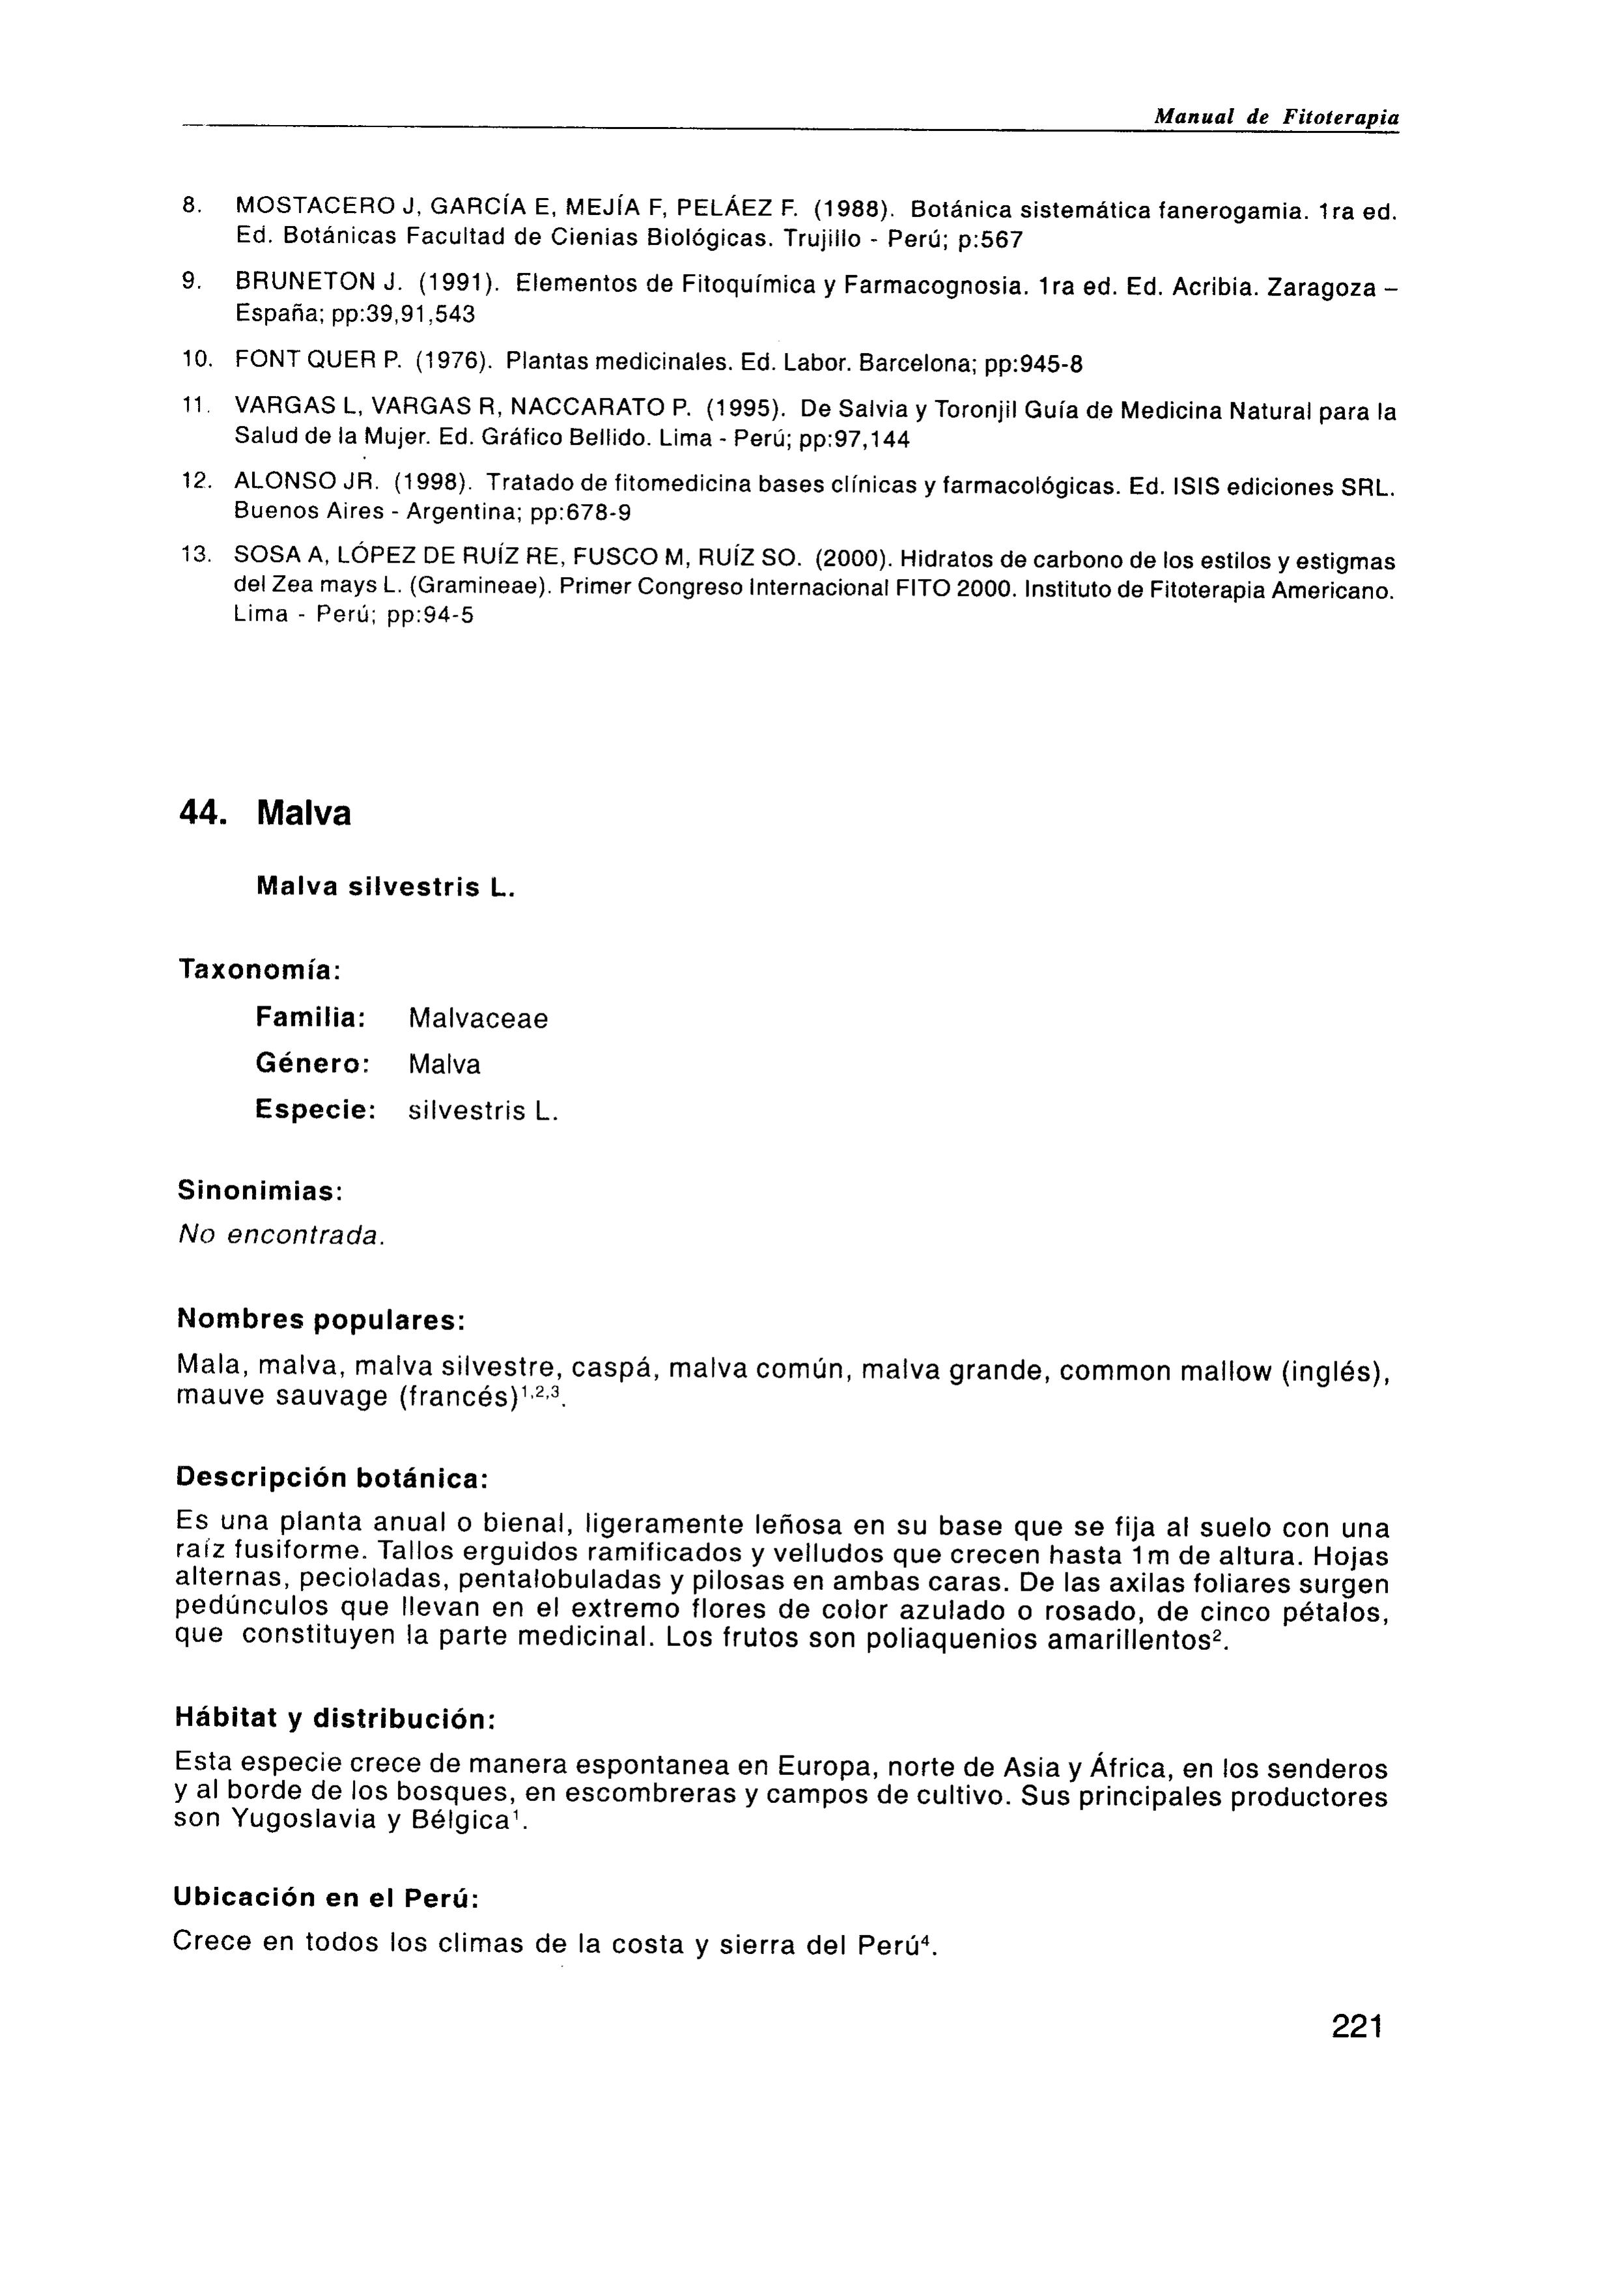 Manual de Fitoterapia
8. MOSTACERO J, GARCÍA E, MEJÍA F, PELÁEZ F. (1988). Botánica sistemática fanerogamia. 1ra ed.
Ed. Botánicas Facultad de Cienias Biológicas. Trujillo - Perú; p:567
9. BRUNETON J. (1991). Elementos de Fitoquímica y Farmacognosia. 1ra ed. Ed. Acribia. Zaragoza –
España; pp:39,91,543
10. FONT QUER P. (1976). Plantas medicinales. Ed. Labor. Barcelona; pp:945-8
11. VARGAS L, VARGAS R, NACCARATO P. (1995). De Salvia y Toronjil Guía de Medicina Natural para la
Salud de la Mujer. Ed. Gráfico Bellido. Lima - Perú; pp:97,144
12. ALONSO JR. (1998). Tratado de fitomedicina bases clínicas y farmacológicas. Ed. ISIS ediciones SRL.
Buenos Aires - Argentina; pp:678-9
13. SOSA A, LÓPEZ DE RUÍZ RE, FUSCO M, RUÍZ SO. (2000). Hidratos de carbono de los estilos y estigmas
del Zea mays L. (Gramineae). Primer Congreso Internacional FITO 2000. Instituto de Fitoterapia Americano.
Lima - Perú; pp:94-5
44. Malva
Malva silvestris L.
Taxonomía:
Familia: Malvaceae
Género: Malva
Especie: silvestris L.
Sinonimias:
No encontrada.
Nombres populares:
Mala, malva, malva silvestre, caspá, malva común, malva grande, common mallow (inglés),
mauve sauvage (francés)¹,²,³.
Descripción botánica:
Es una planta anual o bienal, ligeramente leñosa en su base que se fija al suelo con una
raíz fusiforme. Tallos erguidos ramificados y velludos que crecen hasta 1m de altura. Hojas
alternas, pecioladas, pentalobuladas y pilosas en ambas caras. De las axilas foliares surgen
pedúnculos que llevan en el extremo flores de color azulado o rosado, de cinco pétalos,
que constituyen la parte medicinal. Los frutos son poliaquenios amarillentos².
Hábitat y distribución:
Esta especie crece de manera espontanea en Europa, norte de Asia y África, en los senderos
y al borde de los bosques, en escombreras y campos de cultivo. Sus principales productores
son Yugoslavia y Bélgica¹.
Ubicación en el Perú:
Crece en todos los climas de la costa y sierra del Perú⁴.
221